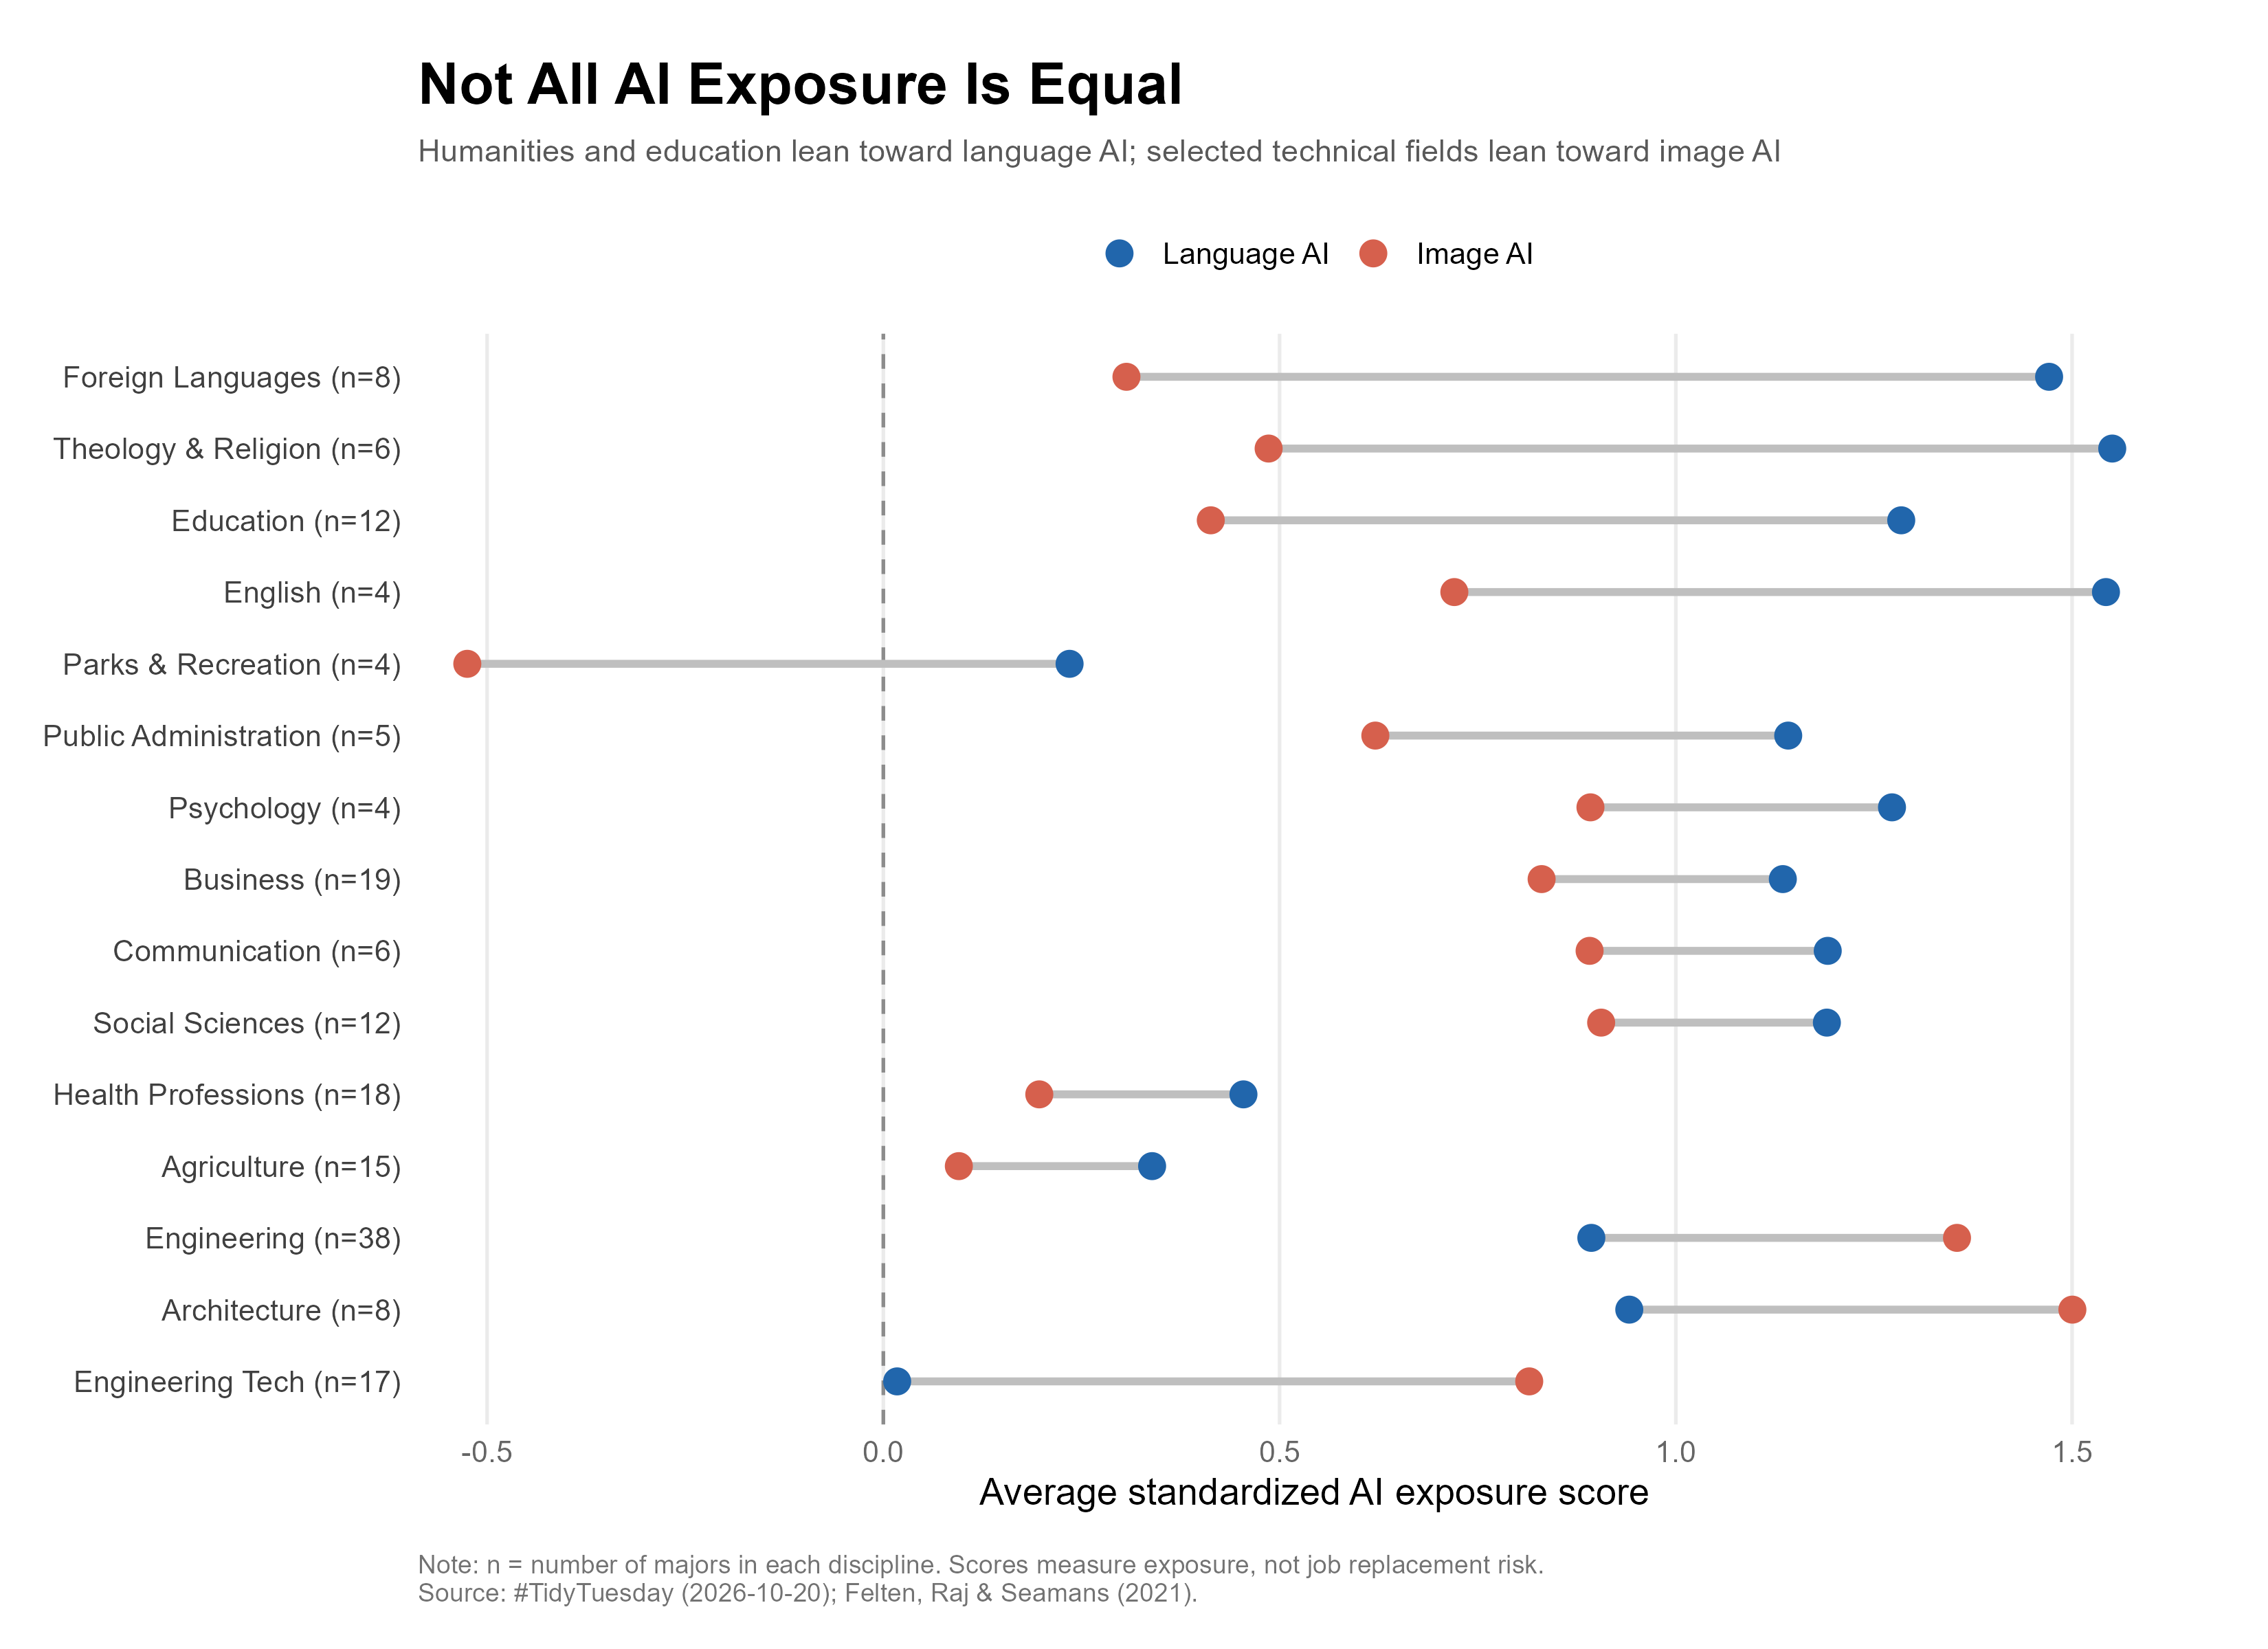 Not All AI Exposure Is Equal
Humanities and education lean toward language AI; selected technical fields lean toward image AI
Language AI
Image AI
Foreign Languages (n=8)
Theology & Religion (n=6)
Education (n=12)
English (n=4)
Parks & Recreation (n=4)
Public Administration (n=5)
Psychology (n=4)
Business (n=19)
Communication (n=6)
Social Sciences (n=12)
Health Professions (n=18)
Agriculture (n=15)
Engineering (n=38)
Architecture (n=8)
Engineering Tech (n=17)
-0.5 0.0 0.5 1.0 1.5
Average standardized AI exposure score
Note: n = number of majors in each discipline. Scores measure exposure, not job replacement risk.
Source: #TidyTuesday (2026-10-20); Felten, Raj & Seamans (2021).